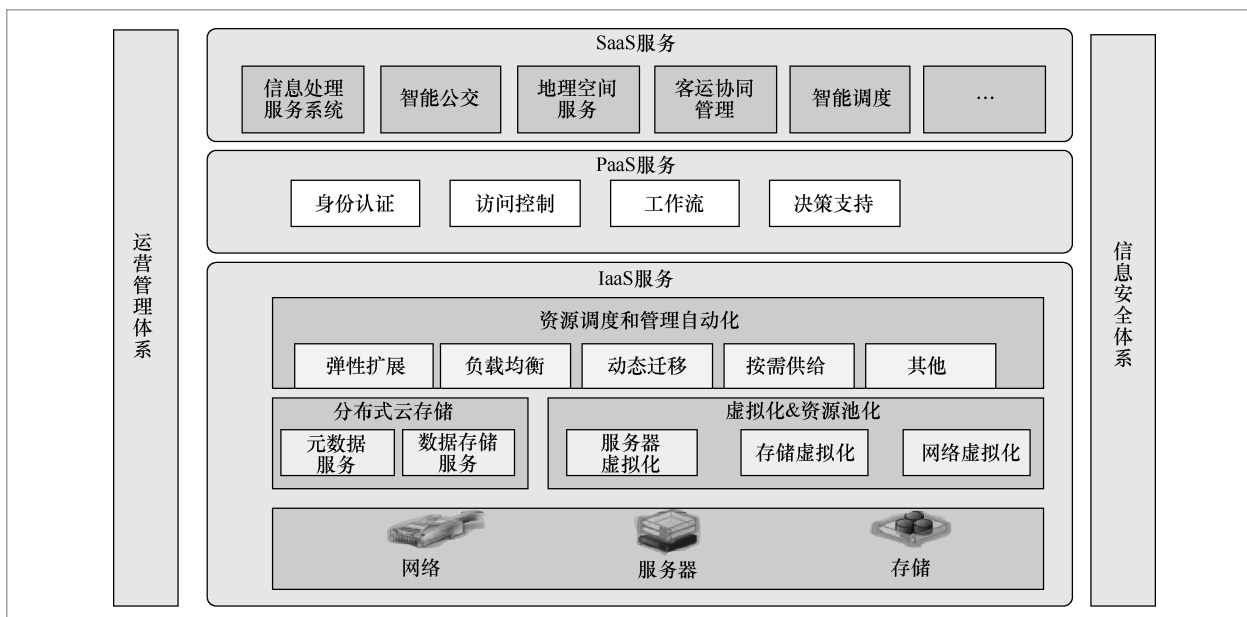 SaaS服务
信息处理
服务系统
智能公交
地理空间
服务
客运协同
管理
智能调度
…
PaaS服务
身份认证
访问控制
工作流
决策支持
运营管理体系
信息安全体系
IaaS服务
资源调度和管理自动化
弹性扩展
负载均衡
动态迁移
按需供给
其他
分布式云存储
元数据
服务
数据存储
服务
虚拟化&资源池化
服务器
虚拟化
存储虚拟化
网络虚拟化
网络
服务器
存储